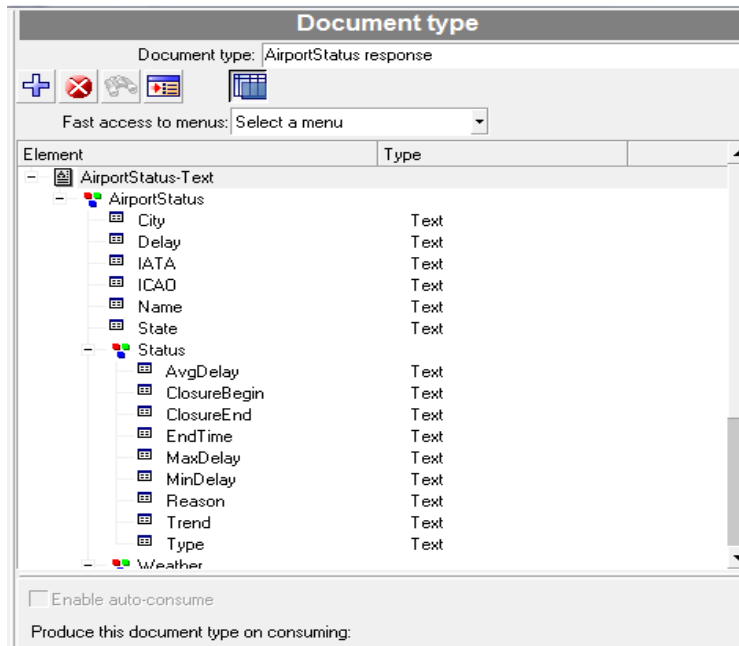 Document type
Document type: AirportStatus response
Fast access to menus: Select a menu
Element Type
AirportStatus-Text
AirportStatus
City Text
Delay Text
IATA Text
ICAO Text
Name Text
State Text
Status
AvgDelay Text
ClosureBegin Text
ClosureEnd Text
EndTime Text
MaxDelay Text
MinDelay Text
Reason Text
Trend Text
Type Text
Weather
Enable auto-consume
Produce this document type on consuming: